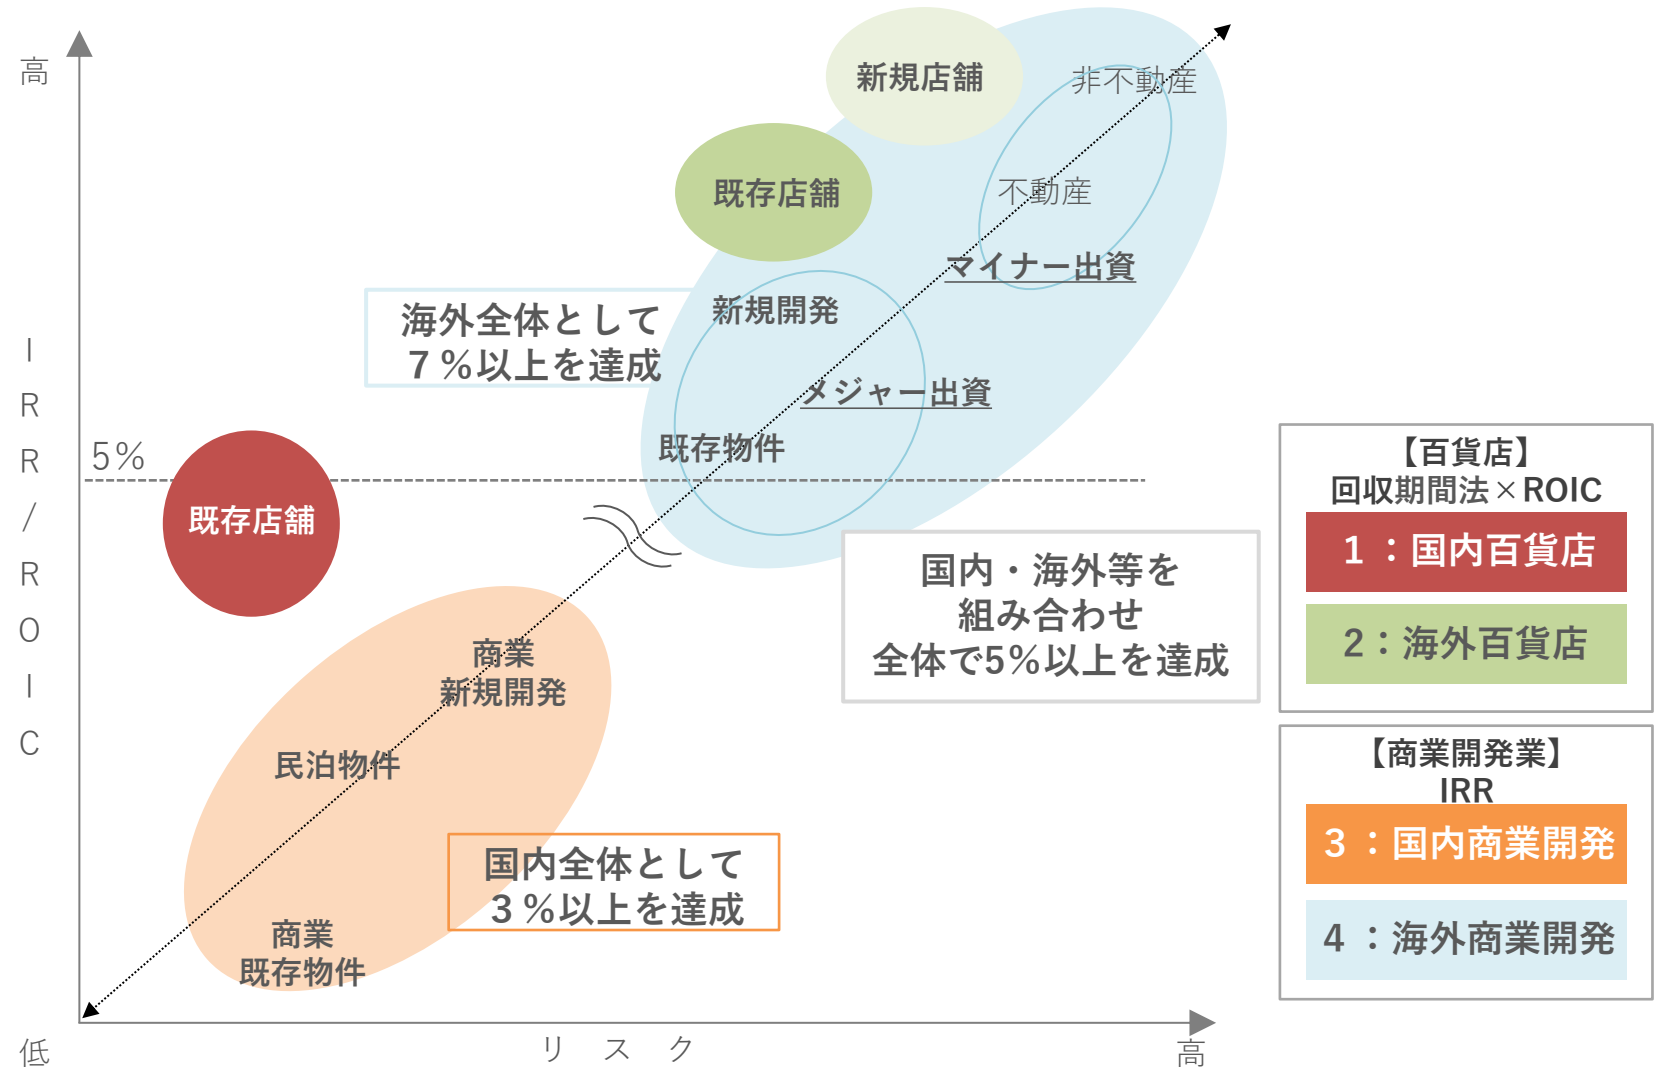 高
新規店舗
非不動産
既存店舗
不動産
マイナー出資
海外全体として
７％以上を達成
新規開発
メジャー出資
既存物件
5％
既存店舗
IRR/ROIC
国内・海外等を
組み合わせ
全体で5％以上を達成
商業
新規開発
民泊物件
国内全体として
３％以上を達成
商業
既存物件
低
リスク
高
【百貨店】
回収期間法×ROIC
１：国内百貨店
2：海外百貨店
【商業開発業】
IRR
３：国内商業開発
４：海外商業開発